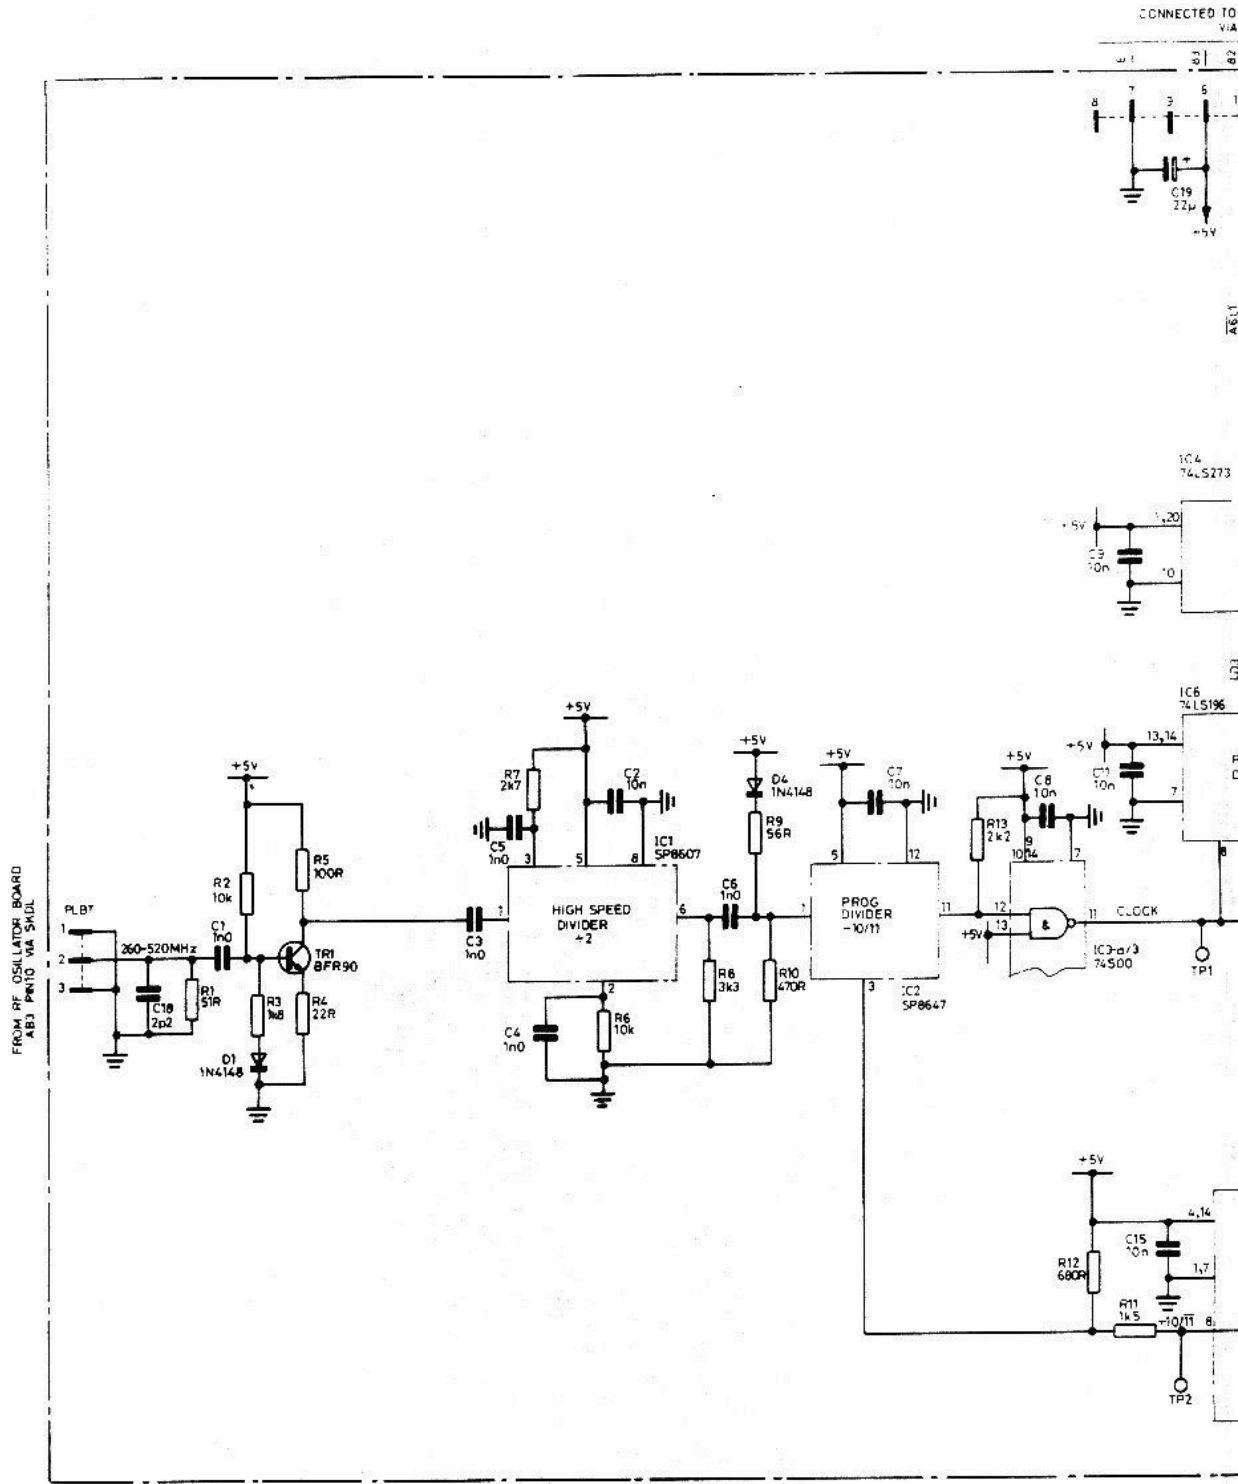 CONNECTED TO
VIA
E
B3
B2
8
7
9
6
1
+
C19
22µ
+5V
A6L1
IC4
74LS273
+5V
1,20
C9
10n
10
LD3
IC6
74LS196
+5V
13,14
10n
7
8
+5V
R7
2k7
C2
10n
C5
1n0
3
5
8
IC1
SP8607
HIGH SPEED
DIVIDER
÷2
6
2
C4
1n0
R6
10k
+5V
D4
1N4148
R9
56R
C6
1n0
R8
3k3
R10
470R
+5V
C7
10n
5
12
PROG
DIVIDER
-10/11
11
3
IC2
SP8647
+5V
C8
10n
R13
2k2
9
10
14
7
12
13
+5V
&
11
CLOCK
IC3-a/3
74S00
TP1
FROM RF OSILLATOR BOARD
AB3 PIN10 VIA SKDL
PLBT
1
2
3
260-520MHz
C18
2p2
R1
51R
C1
1n0
+5V
R2
10k
R5
100R
TR1
BFR90
R3
1k8
R4
22R
D1
1N4148
C3
1n0
+5V
4,14
C15
10n
1,7
R12
680R
R11
1k5
÷10/11
8
TP2